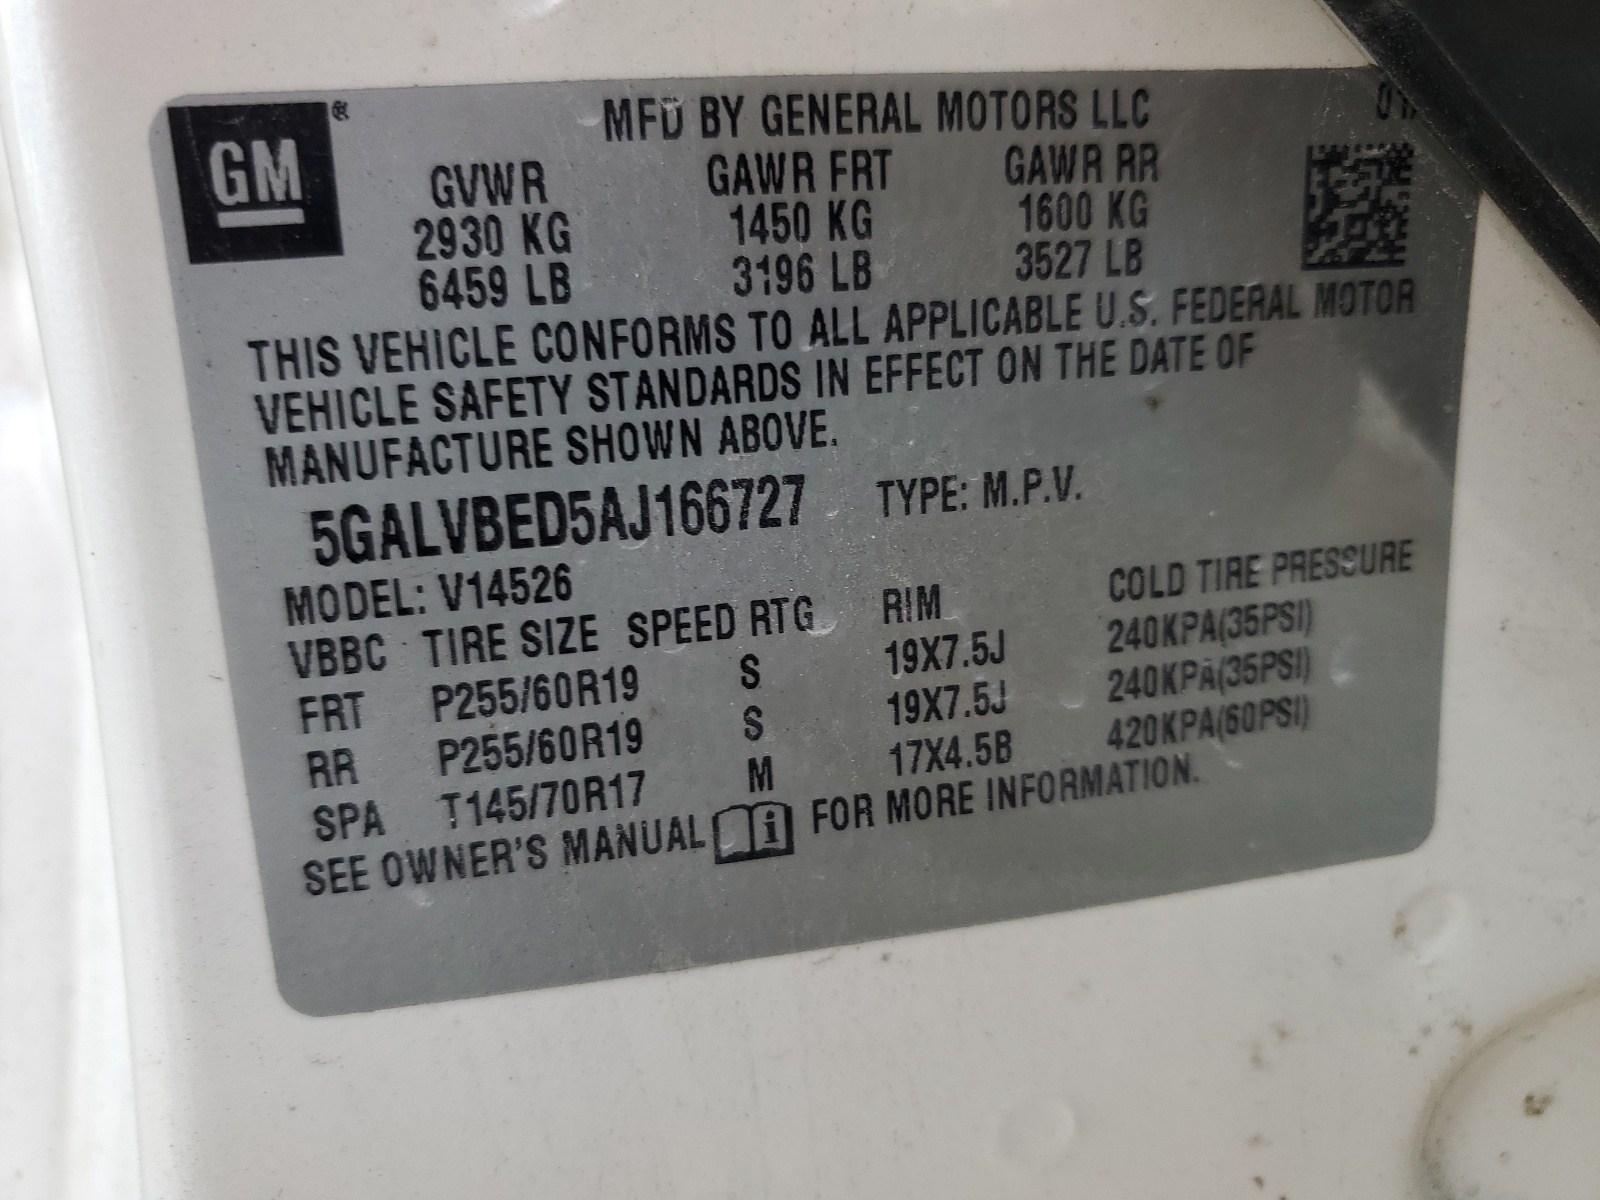 GM®
MFD BY GENERAL MOTORS LLC
GVWR GAWR FRT GAWR RR
2930 KG 1450 KG 1600 KG
6459 LB 3196 LB 3527 LB
THIS VEHICLE CONFORMS TO ALL APPLICABLE U.S. FEDERAL MOTOR
VEHICLE SAFETY STANDARDS IN EFFECT ON THE DATE OF
MANUFACTURE SHOWN ABOVE.
5GALVBED5AJ166727 TYPE: M.P.V.
MODEL: V14526
VBBC TIRE SIZE SPEED RTG RIM COLD TIRE PRESSURE
FRT P255/60R19 S 19X7.5J 240KPA(35PSI)
RR P255/60R19 S 19X7.5J 240KPA(35PSI)
SPA T145/70R17 M 17X4.5B 420KPA(60PSI)
SEE OWNER'S MANUAL i FOR MORE INFORMATION.